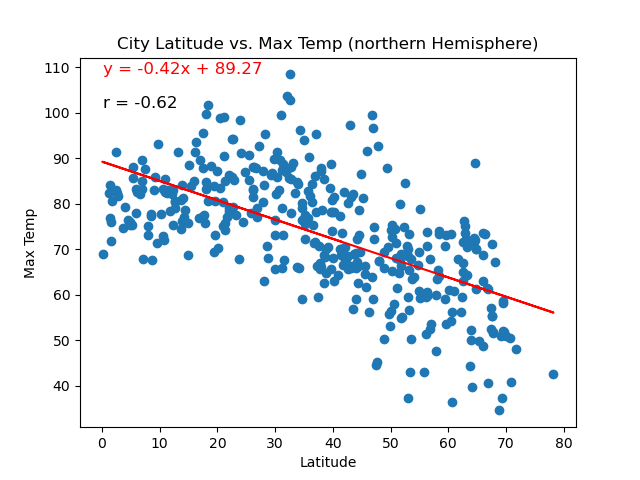 City Latitude vs. Max Temp (northern Hemisphere)
y = -0.42x + 89.27
r = -0.62
110
100
90
80
70
60
50
40
Max Temp
0 10 20 30 40 50 60 70 80
Latitude